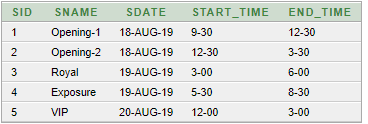 SID SNAME SDATE START_TIME END_TIME
1 Opening-1 18-AUG-19 9-30 12-30
2 Opening-2 18-AUG-19 12-30 3-30
3 Royal 19-AUG-19 3-00 6-00
4 Exposure 19-AUG-19 5-30 8-30
5 VIP 20-AUG-19 12-00 3-00